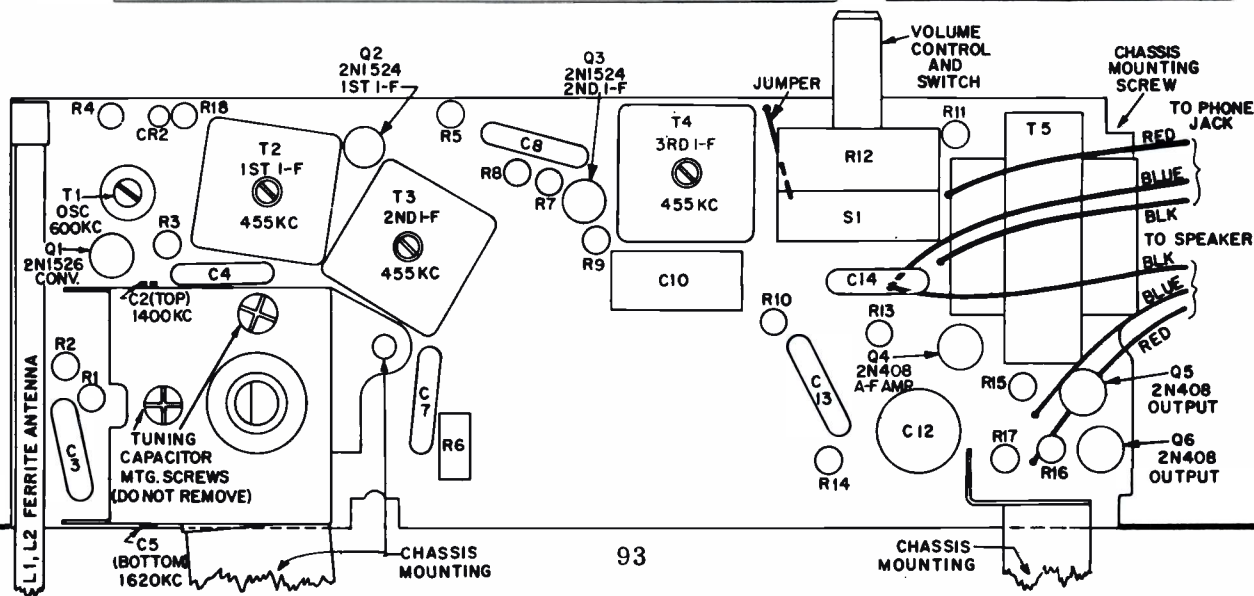 VOLUME
CONTROL
AND
SWITCH
CHASSIS
MOUNTING
SCREW
Q2
2N1524
1ST I-F
Q3
2N1524
2ND I-F
JUMPER
TO PHONE
JACK
R4
CR2
R18
R5
C8
T4
3RD I-F
455KC
R11
T5
RED
T2
1ST I-F
455KC
R8
R7
R12
BLUE
T1
OSC
600KC
T3
2ND I-F
455KC
S1
BLK
R3
R9
TO SPEAKER
Q1
2N1526
CONV.
C4
C10
C14
BLK
C2(TOP)
1400KC
R10
R13
BLUE
RED
R2
R1
C7
C13
Q4
2N408
A-F AMP.
R15
Q5
2N408
OUTPUT
C3
TUNING
CAPACITOR
MTG. SCREWS
(DO NOT REMOVE)
R6
C12
R14
R17
R16
Q6
2N408
OUTPUT
L1, L2 FERRITE ANTENNA
C5
(BOTTOM)
1620KC
CHASSIS
MOUNTING
93
CHASSIS
MOUNTING